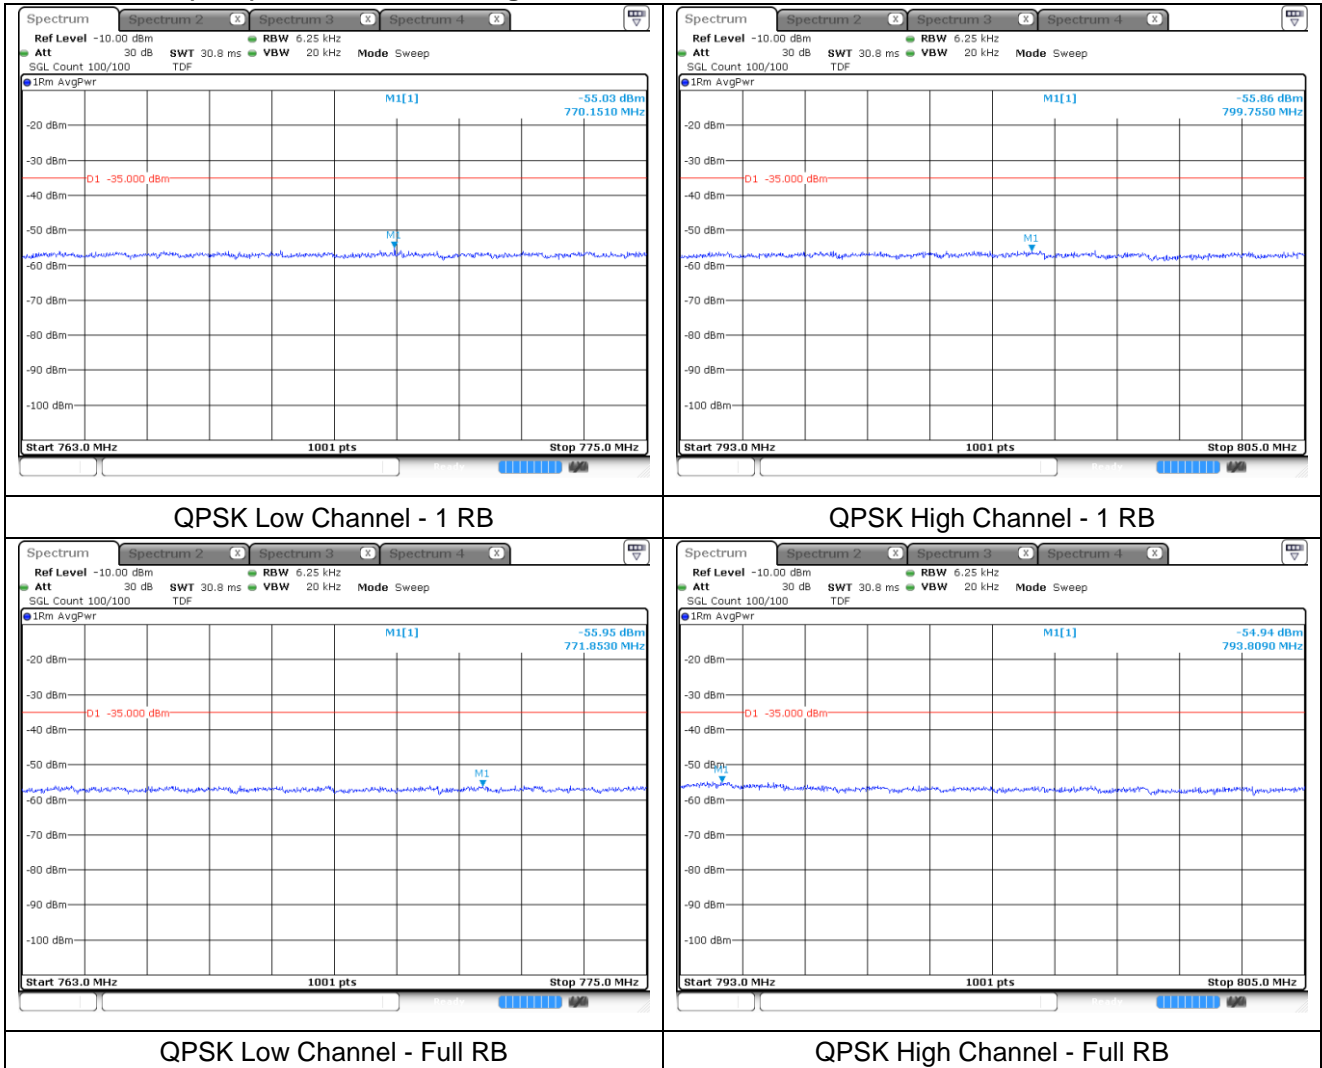 Spectrum Spectrum 2 X Spectrum 3 X Spectrum 4 X
Ref Level -10.00 dBm RBW 6.25 kHz
Att 30 dB SWT 30.8 ms VBW 20 kHz Mode Sweep
SGL Count 100/100 TDF
1Rm AvgPwr
M1[1] -55.03 dBm
770.1510 MHz
-20 dBm
-30 dBm
D1 -35.000 dBm
-40 dBm
-50 dBm
M1
-60 dBm
-70 dBm
-80 dBm
-90 dBm
-100 dBm
Start 763.0 MHz 1001 pts Stop 775.0 MHz
QPSK Low Channel - 1 RB
Spectrum Spectrum 2 X Spectrum 3 X Spectrum 4 X
Ref Level -10.00 dBm RBW 6.25 kHz
Att 30 dB SWT 30.8 ms VBW 20 kHz Mode Sweep
SGL Count 100/100 TDF
1Rm AvgPwr
M1[1] -55.86 dBm
799.7550 MHz
-20 dBm
-30 dBm
D1 -35.000 dBm
-40 dBm
-50 dBm
M1
-60 dBm
-70 dBm
-80 dBm
-90 dBm
-100 dBm
Start 793.0 MHz 1001 pts Stop 805.0 MHz
QPSK High Channel - 1 RB
Spectrum Spectrum 2 X Spectrum 3 X Spectrum 4 X
Ref Level -10.00 dBm RBW 6.25 kHz
Att 30 dB SWT 30.8 ms VBW 20 kHz Mode Sweep
SGL Count 100/100 TDF
1Rm AvgPwr
M1[1] -55.95 dBm
771.8530 MHz
-20 dBm
-30 dBm
D1 -35.000 dBm
-40 dBm
-50 dBm
M1
-60 dBm
-70 dBm
-80 dBm
-90 dBm
-100 dBm
Start 763.0 MHz 1001 pts Stop 775.0 MHz
QPSK Low Channel - Full RB
Spectrum Spectrum 2 X Spectrum 3 X Spectrum 4 X
Ref Level -10.00 dBm RBW 6.25 kHz
Att 30 dB SWT 30.8 ms VBW 20 kHz Mode Sweep
SGL Count 100/100 TDF
1Rm AvgPwr
M1[1] -54.94 dBm
793.8090 MHz
-20 dBm
-30 dBm
D1 -35.000 dBm
-40 dBm
-50 dBm
M1
-60 dBm
-70 dBm
-80 dBm
-90 dBm
-100 dBm
Start 793.0 MHz 1001 pts Stop 805.0 MHz
QPSK High Channel - Full RB